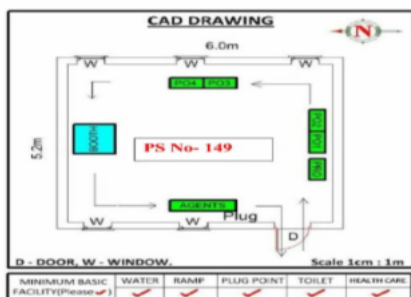 CAD DRAWING
6.0m
N
W W W
PO4 PO3
5.2m
BOOTH
PS No- 149
PO2
PO1
PRO
AGENTS
Plug
W W
D
D - DOOR, W - WINDOW. Scale 1cm : 1m
MINIMUM BASIC FACILITY(Please ✓) WATER RAMP PLUG POINT TOILET HEALTH CARE
✓ ✓ ✓ ✓ ✓